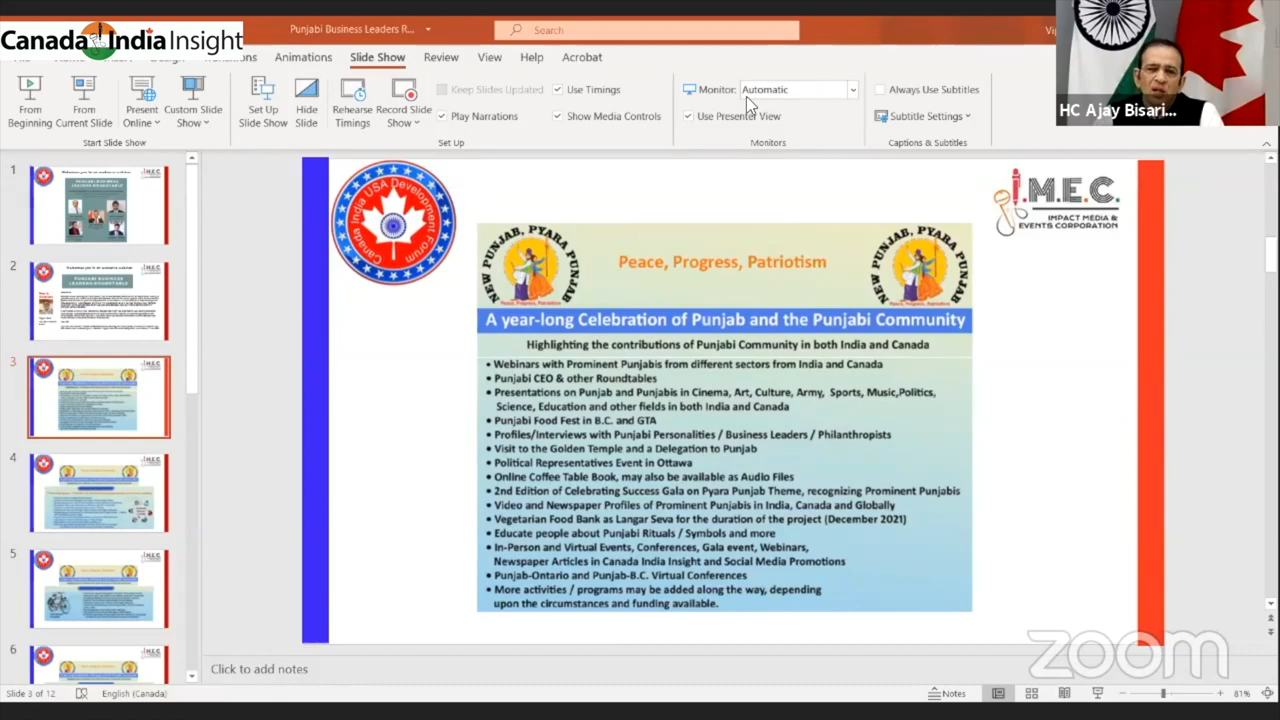 Canada India Insight
Punjabi Business Leaders R...
Search
HC Ajay Bisari...
Animations
Slide Show
Review
View
Help
Acrobat
From Beginning
From Current Slide
Present Online
Custom Slide Show
Start Slide Show
Set Up Slide Show
Hide Slide
Rehearse Timings
Record Slide Show
Keep Slides Updated
Use Timings
Play Narrations
Show Media Controls
Set Up
Monitor:
Automatic
Use Presenter View
Monitors
Always Use Subtitles
Subtitle Settings
Captions & Subtitles
1
2
3
4
5
6
Canada India USA Development Forum
I.M.E.C.
IMPACT MEDIA &
EVENTS CORPORATION
NEW PUNJAB, PYARA PUNJAB
Peace, Progress, Patriotism
Peace, Progress, Patriotism
NEW PUNJAB, PYARA PUNJAB
Peace, Progress, Patriotism
A year-long Celebration of Punjab and the Punjabi Community
Highlighting the contributions of Punjabi Community in both India and Canada
• Webinars with Prominent Punjabis from different sectors from India and Canada
• Punjabi CEO & other Roundtables
• Presentations on Punjab and Punjabis in Cinema, Art, Culture, Army, Sports, Music,Politics,
Science, Education and other fields in both India and Canada
• Punjabi Food Fest in B.C. and GTA
• Profiles/Interviews with Punjabi Personalities / Business Leaders / Philanthropists
• Visit to the Golden Temple and a Delegation to Punjab
• Political Representatives Event in Ottawa
• Online Coffee Table Book, may also be available as Audio Files
• 2nd Edition of Celebrating Success Gala on Pyara Punjab Theme, recognizing Prominent Punjabis
• Video and Newspaper Profiles of Prominent Punjabis in India, Canada and Globally
• Vegetarian Food Bank as Langar Seva for the duration of the project (December 2021)
• Educate people about Punjabi Rituals / Symbols and more
• In-Person and Virtual Events, Conferences, Gala event, Webinars,
Newspaper Articles in Canada India Insight and Social Media Promotions
• Punjab-Ontario and Punjab-B.C. Virtual Conferences
• More activities / programs may be added along the way, depending
upon the circumstances and funding available.
zoom
Click to add notes
Slide 3 of 12
English (Canada)
Notes
81%